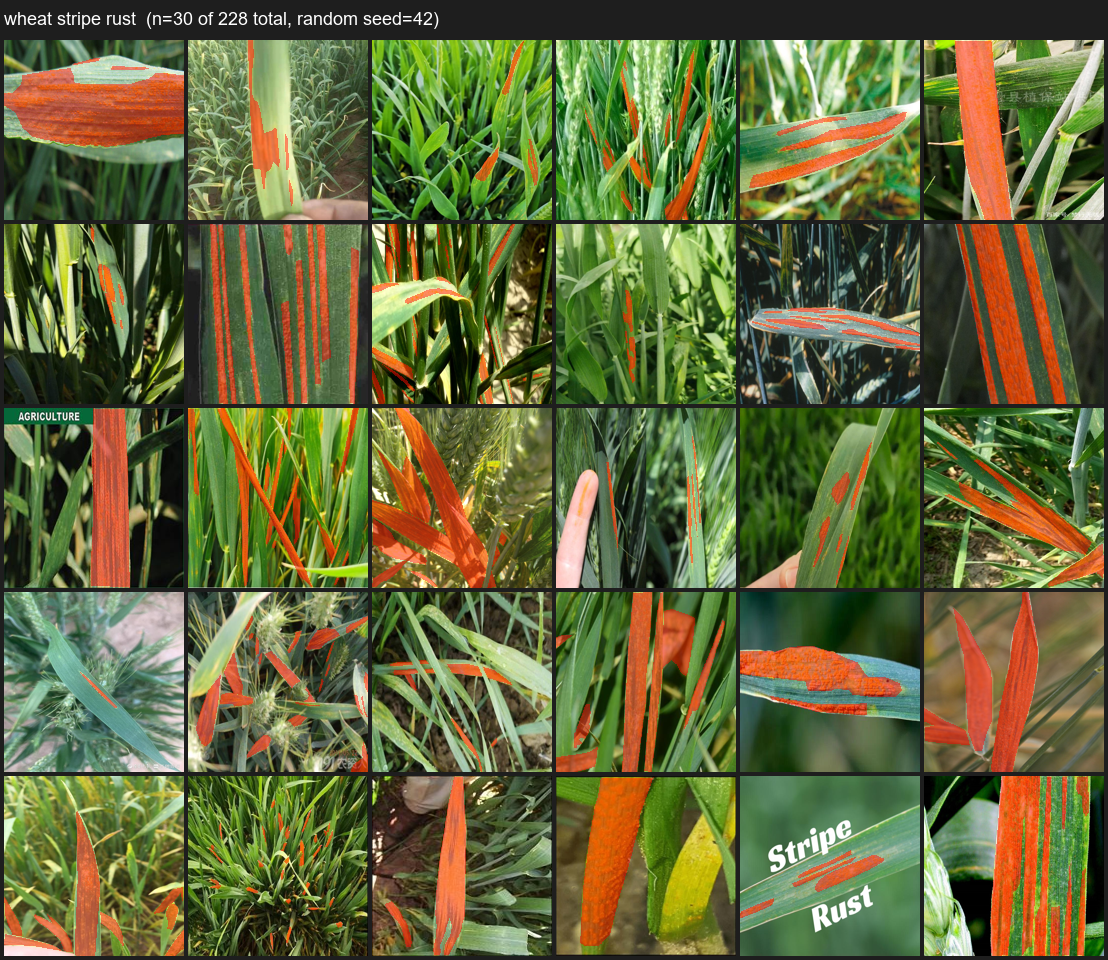 wheat stripe rust (n=30 of 228 total, random seed=42)
AGRICULTURE
Stripe
Rust